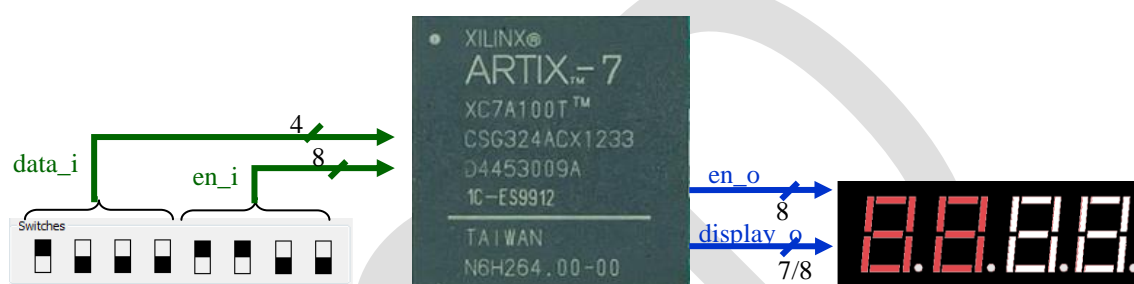 XILINX®
ARTIX™-7
XC7A100T™
CSG324ACX1233
D4453009A
1C-ES9912
TAIWAN
N6H264.00-00
4
data_i
8
en_i
Switches
en_o
8
display_o
7/8